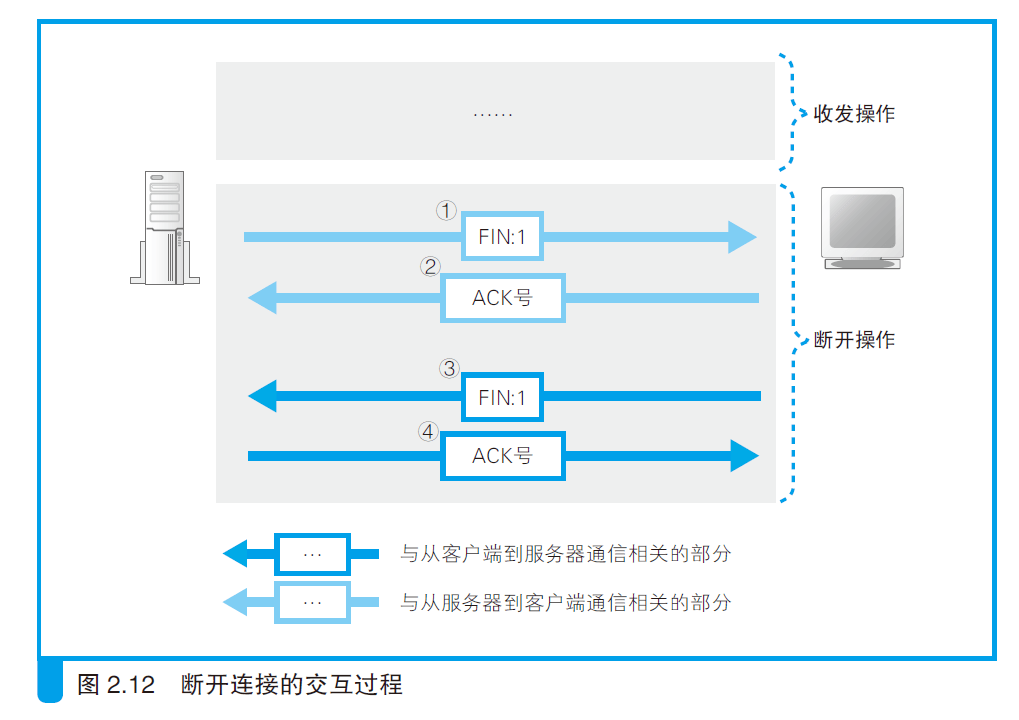 ……
收发操作
①
FIN:1
②
ACK号
断开操作
③
FIN:1
④
ACK号
… 与从客户端到服务器通信相关的部分
… 与从服务器到客户端通信相关的部分
图 2.12 断开连接的交互过程